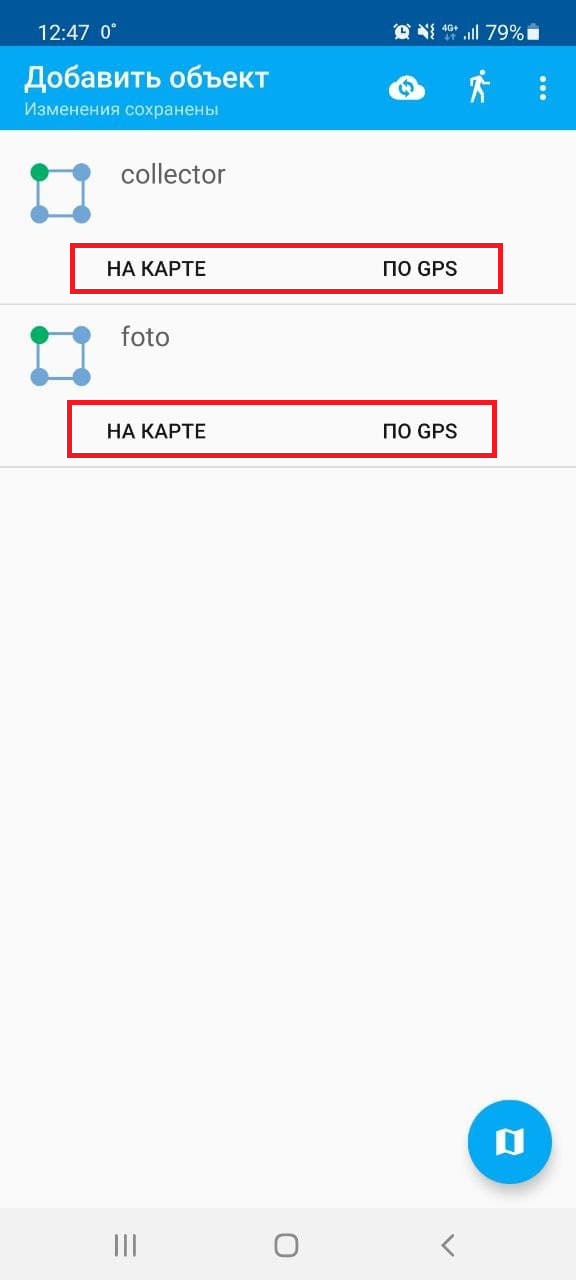 12:47 0° 4G+ 79%
Добавить объект
Изменения сохранены
collector
НА КАРТЕ ПО GPS
foto
НА КАРТЕ ПО GPS